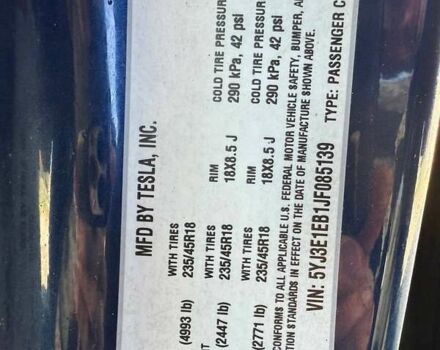 MFD BY TESLA, INC.
(4993 lb) WITH TIRES 235/45R18 RIM 18X8.5 J COLD TIRE PRESSURE 290 kPa, 42 psi
(2447 lb) WITH TIRES 235/45R18 RIM 18X8.5 J COLD TIRE PRESSURE 290 kPa, 42 psi
(2771 lb) 235/45R18
CONFORMS TO ALL APPLICABLE U.S. FEDERAL MOTOR VEHICLE SAFETY, BUMPER,
TION STANDARDS IN EFFECT ON THE DATE OF MANUFACTURE SHOWN ABOVE.
VIN: 5YJ3E1EB1JF085139 TYPE: PASSENGER C